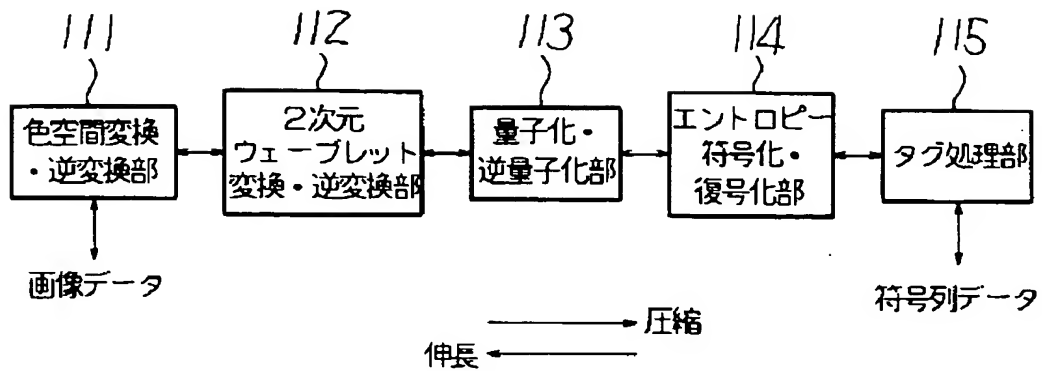 111
112
113
114
115
色空間変換
・逆変換部
2次元
ウェーブレット
変換・逆変換部
量子化・
逆量子化部
エントロピー
符号化・
復号化部
タグ処理部
画像データ
符号列データ
圧縮
伸長